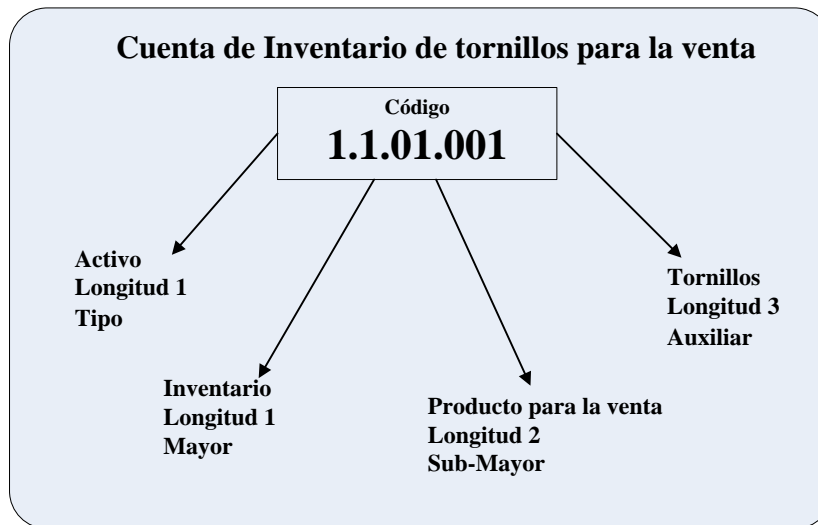 Cuenta de Inventario de tornillos para la venta
Código
1.1.01.001
Activo
Longitud 1
Tipo
Inventario
Longitud 1
Mayor
Producto para la venta
Longitud 2
Sub-Mayor
Tornillos
Longitud 3
Auxiliar